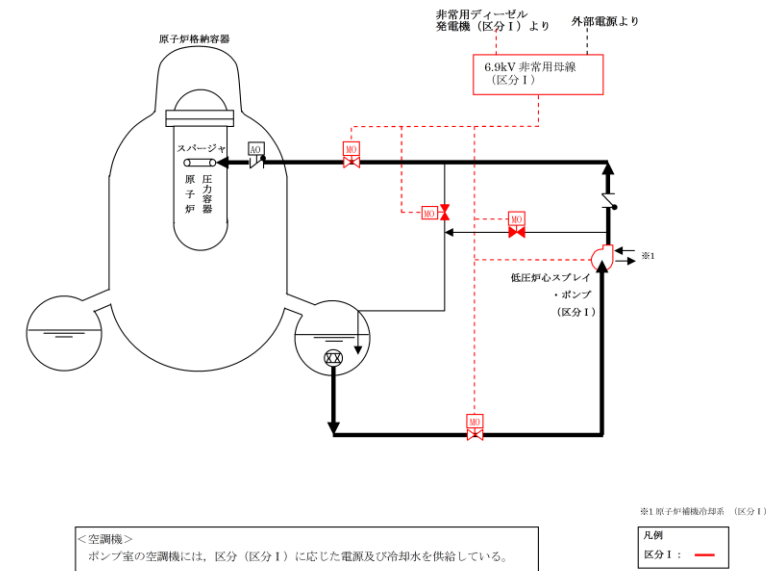 非常用ディーゼル
発電機（区分Ⅰ）より
外部電源より
6.9kV 非常用母線
（区分Ⅰ）
原子炉格納容器
スパージャ
原子炉
圧力容器
AO
MO
MO
MO
※1
低圧炉心スプレイ
・ポンプ
（区分Ⅰ）
MO
※1 原子炉補機冷却系 （区分Ⅰ）
＜空調機＞
ポンプ室の空調機には，区分（区分Ⅰ）に応じた電源及び冷却水を供給している。
凡例
区分Ⅰ：